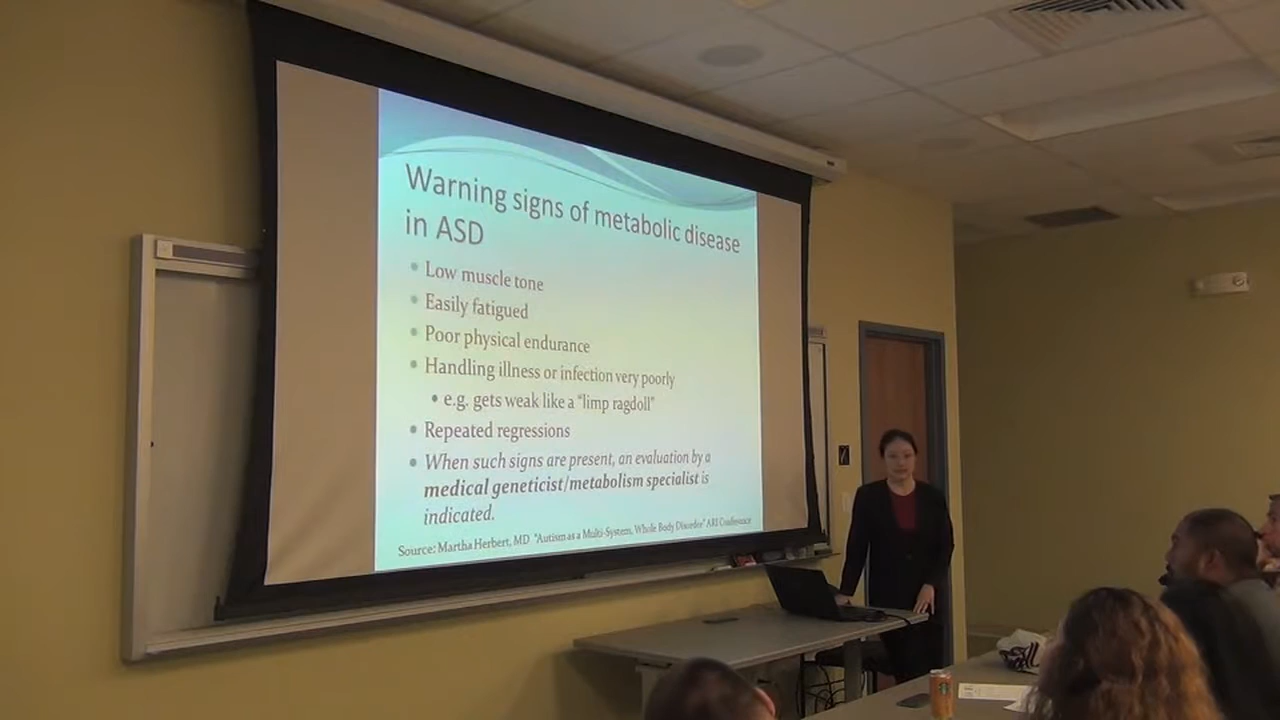 Warning signs of metabolic disease
in ASD
• Low muscle tone
• Easily fatigued
• Poor physical endurance
• Handling illness or infection very poorly
• e.g. gets weak like a “limp ragdoll”
• Repeated regressions
• When such signs are present, an evaluation by a
medical geneticist/metabolism specialist is
indicated.
Source: Martha Herbert, MD "Autism as a Multi-System, Whole Body Disorder" ARI Conference